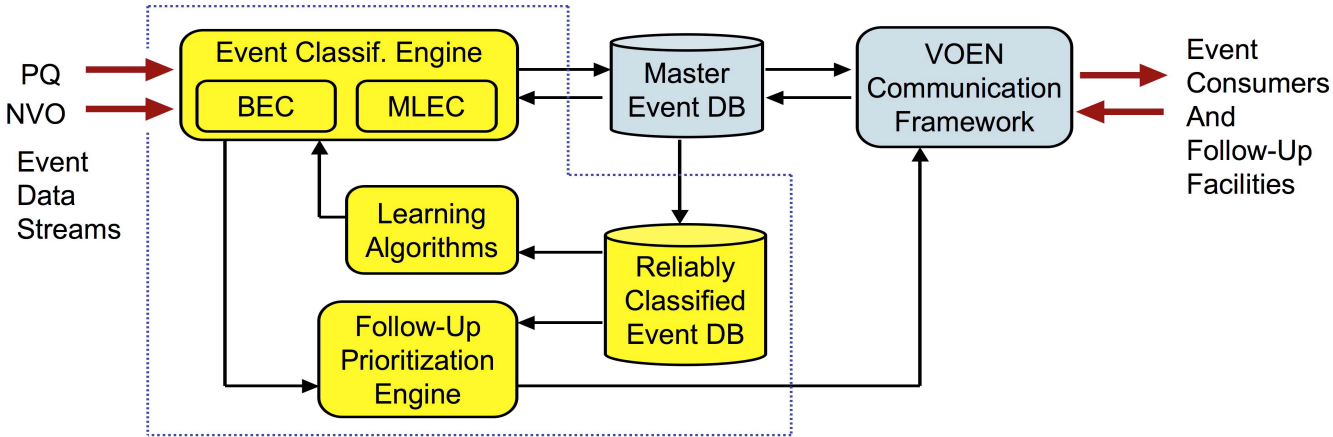 PQ
NVO
Event
Data
Streams
Event Classif. Engine
BEC
MLEC
Master
Event DB
VOEN
Communication
Framework
Event
Consumers
And
Follow-Up
Facilities
Learning
Algorithms
Reliably
Classified
Event DB
Follow-Up
Prioritization
Engine